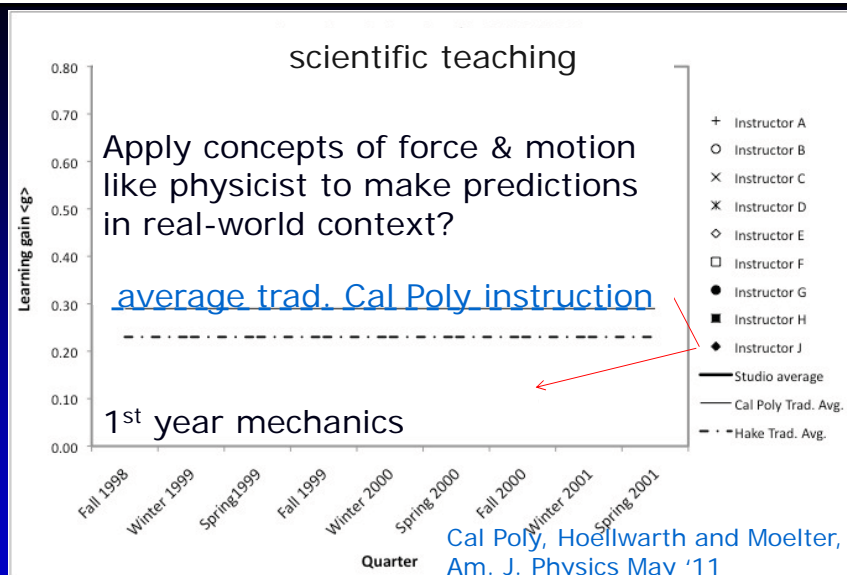 scientific teaching
0.80
0.70
0.60
0.50
0.40
0.30
0.20
0.10
0.00
Learning gain <g>
Apply concepts of force & motion
like physicist to make predictions
in real-world context?
average trad. Cal Poly instruction
1st year mechanics
Instructor A
Instructor B
Instructor C
Instructor D
Instructor E
Instructor F
Instructor G
Instructor H
Instructor J
Studio average
Cal Poly Trad. Avg.
Hake Trad. Avg.
Fall 1998
Winter 1999
Spring1999
Fall 1999
Winter 2000
Spring 2000
Fall 2000
Winter 2001
Spring 2001
Quarter
Cal Poly, Hoellwarth and Moelter,
Am. J. Physics May ‘11